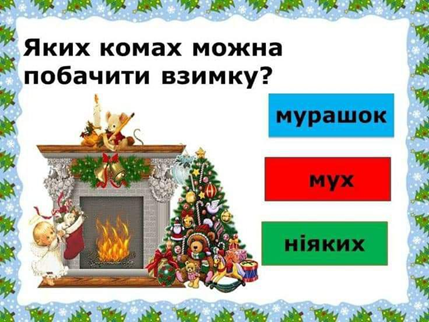 Яких комах можна
побачити взимку?
мурашок
мух
ніяких